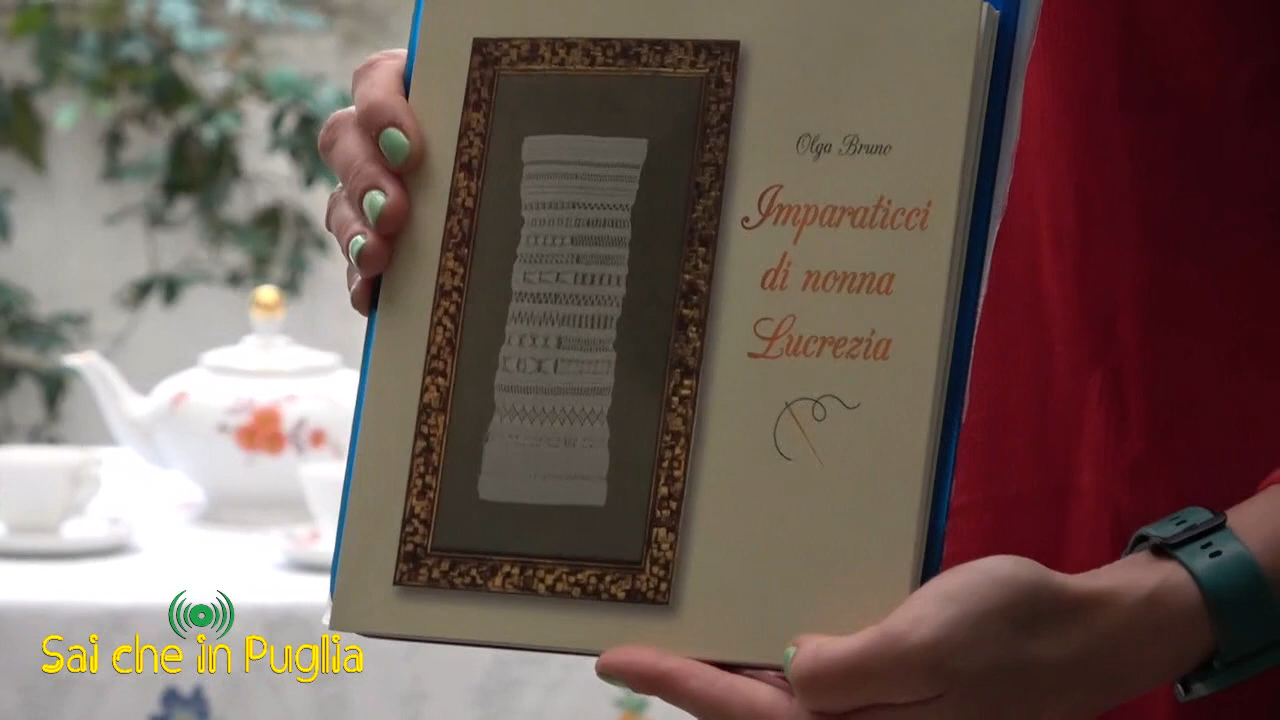 Olga Bruno
Imparaticci
di nonna
Lucrezia
Sai che in Puglia